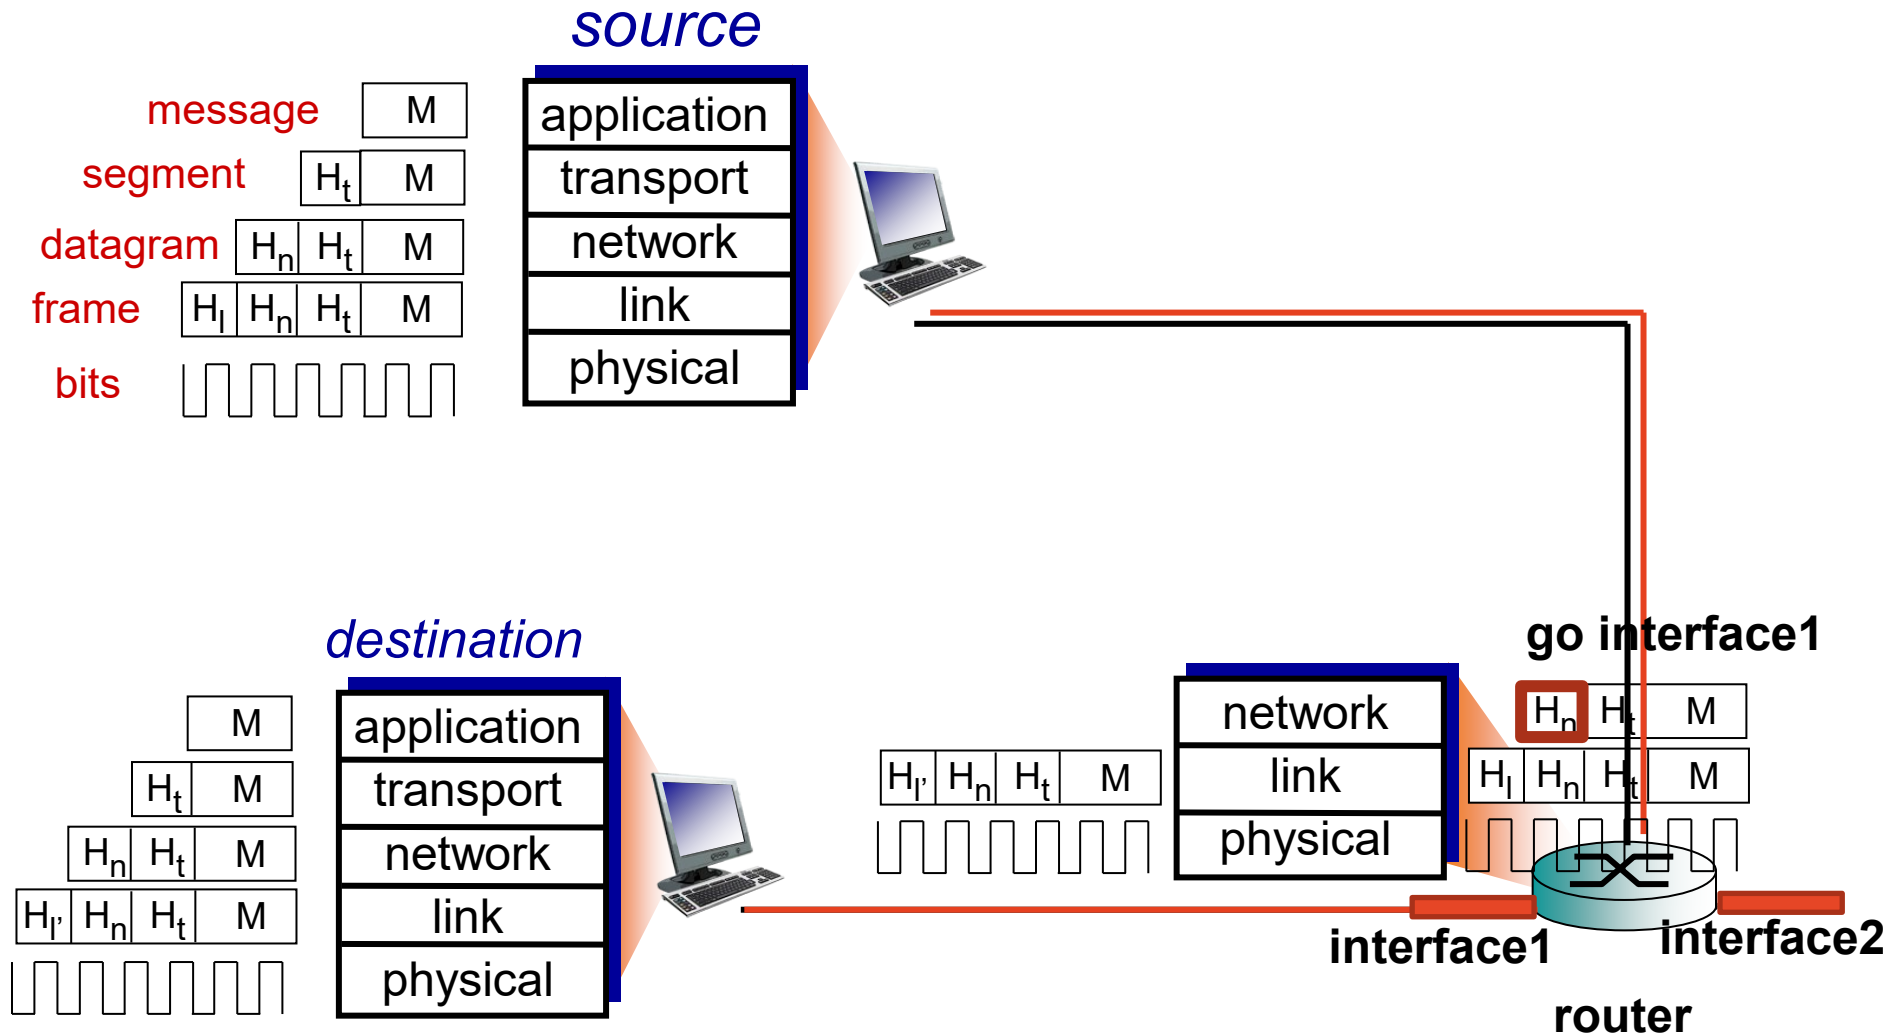 source
message M application
segment Ht M transport
datagram Hn Ht M network
frame Hl Hn Ht M link
bits physical
destination
M application
Ht M transport
Hn Ht M network
Hl' Hn Ht M link
physical
go interface1
network Hn Ht M
Hl' Hn Ht M link Hl Hn Ht M
physical
interface1
interface2
router